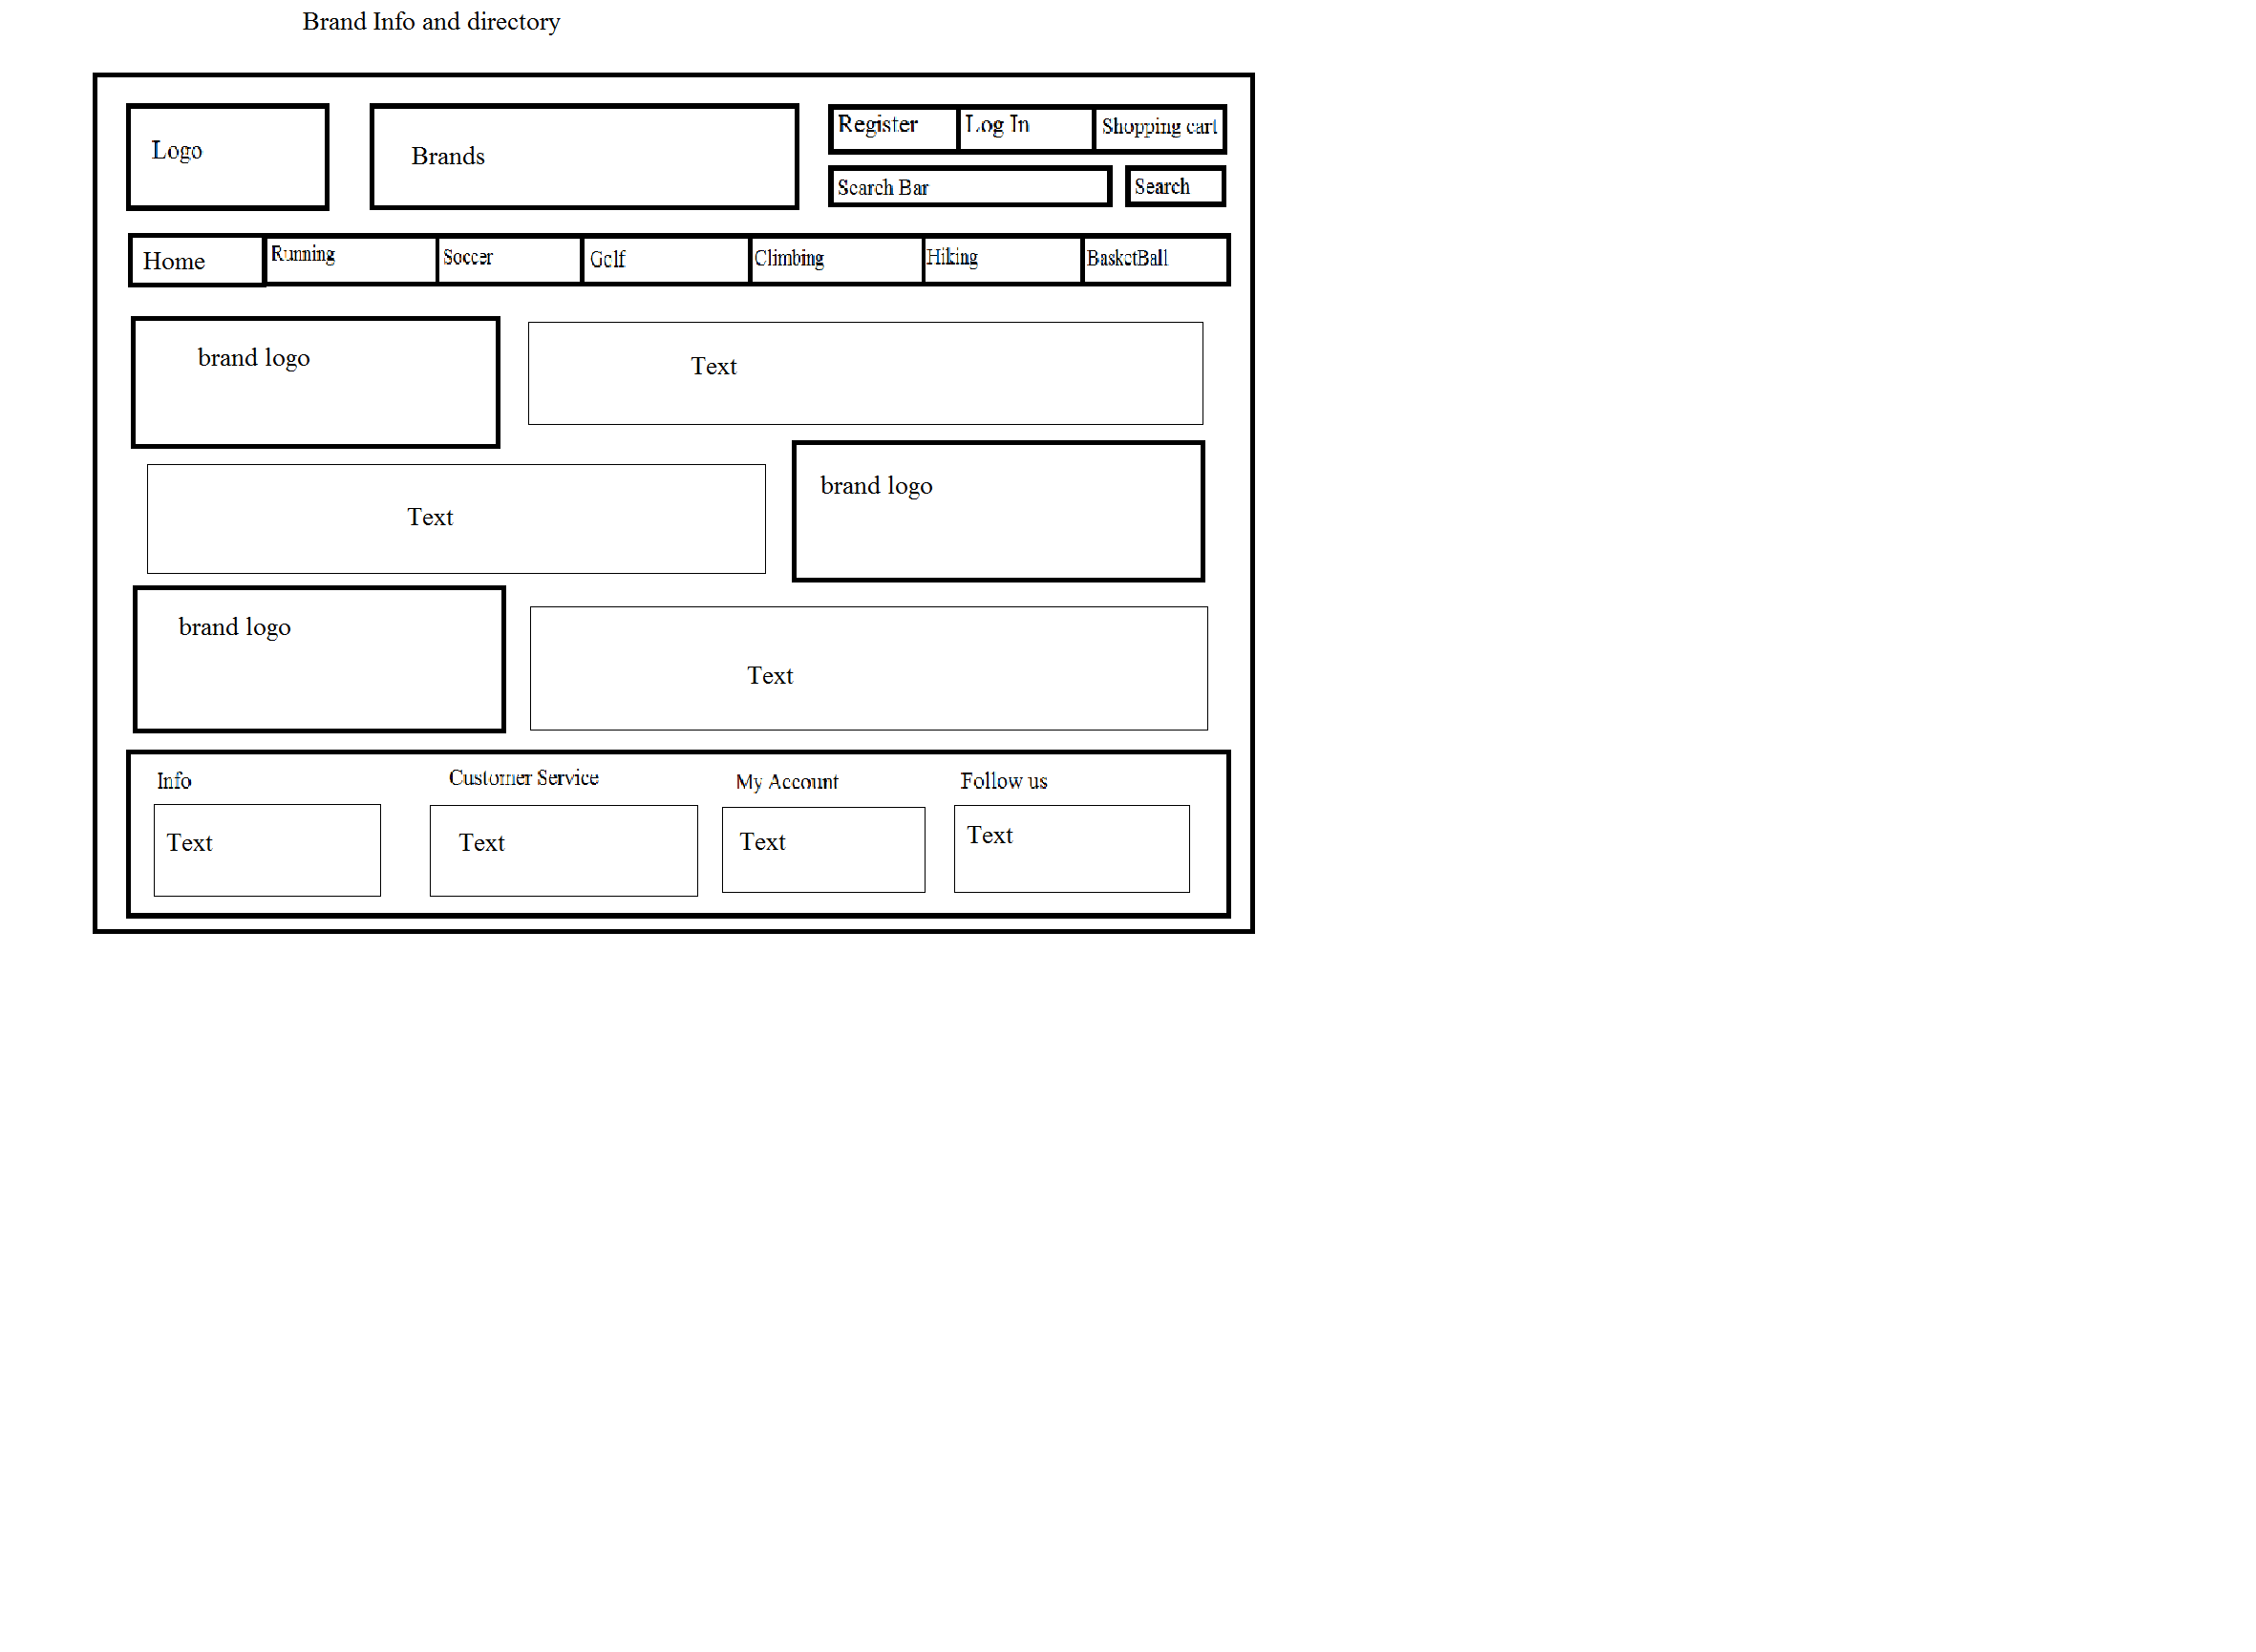 Brand Info and directory
Logo
Brands
Register
Log In
Shopping cart
Search Bar
Search
Home
Running
Soccer
Golf
Climbing
Hiking
BasketBall
brand logo
Text
Text
brand logo
brand logo
Text
Info
Customer Service
My Account
Follow us
Text
Text
Text
Text